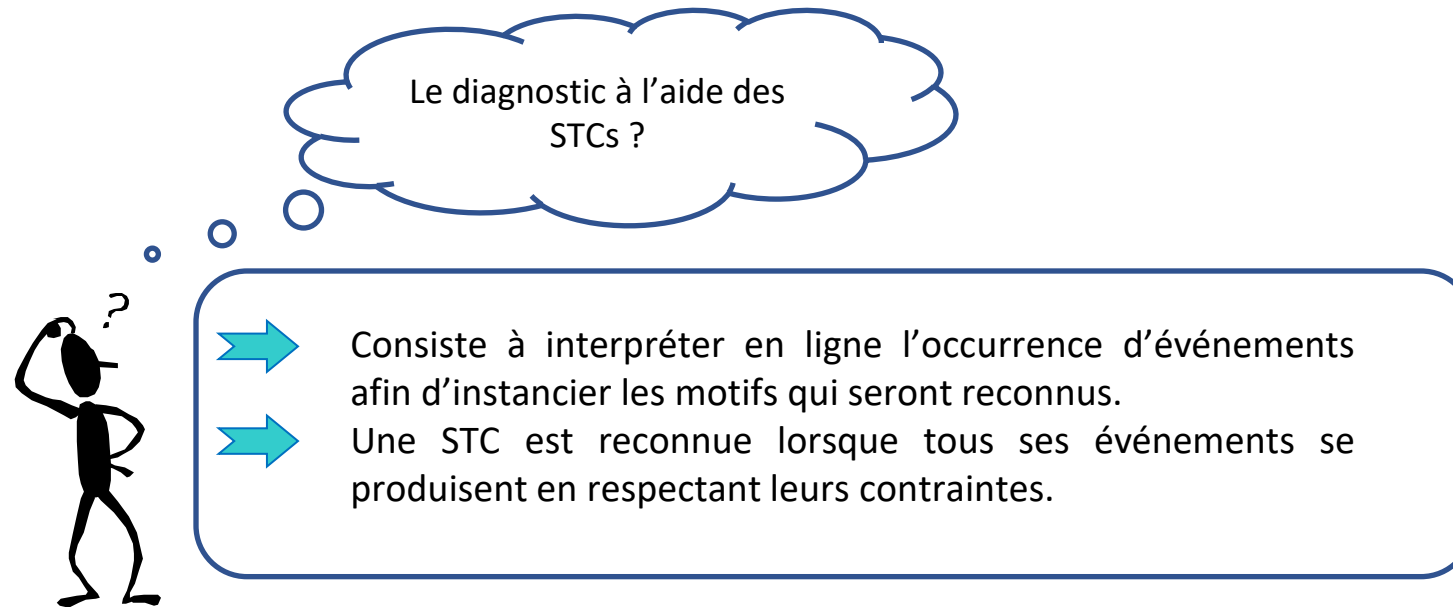 Le diagnostic à l’aide des
STCs ?
?
Consiste à interpréter en ligne l’occurrence d’événements
afin d’instancier les motifs qui seront reconnus.
Une STC est reconnue lorsque tous ses événements se
produisent en respectant leurs contraintes.